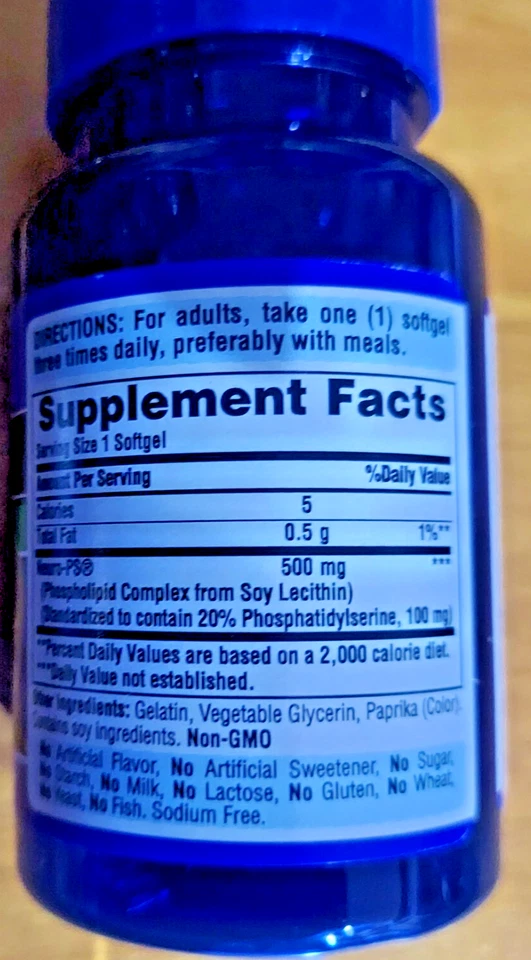 DIRECTIONS: For adults, take one (1) softgel
three times daily, preferably with meals.
Supplement Facts
Serving Size 1 Softgel
Amount Per Serving %Daily Value
Calories 5
Total Fat 0.5 g 1%**
Neuro-PS® 500 mg ***
(Phospholipid Complex from Soy Lecithin)
(Standardized to contain 20% Phosphatidylserine, 100 mg)
**Percent Daily Values are based on a 2,000 calorie diet.
***Daily Value not established.
Other Ingredients: Gelatin, Vegetable Glycerin, Paprika (Color).
Contains soy ingredients. Non-GMO
No Artificial Flavor, No Artificial Sweetener, No Sugar,
No Starch, No Milk, No Lactose, No Gluten, No Wheat,
No Yeast, No Fish. Sodium Free.